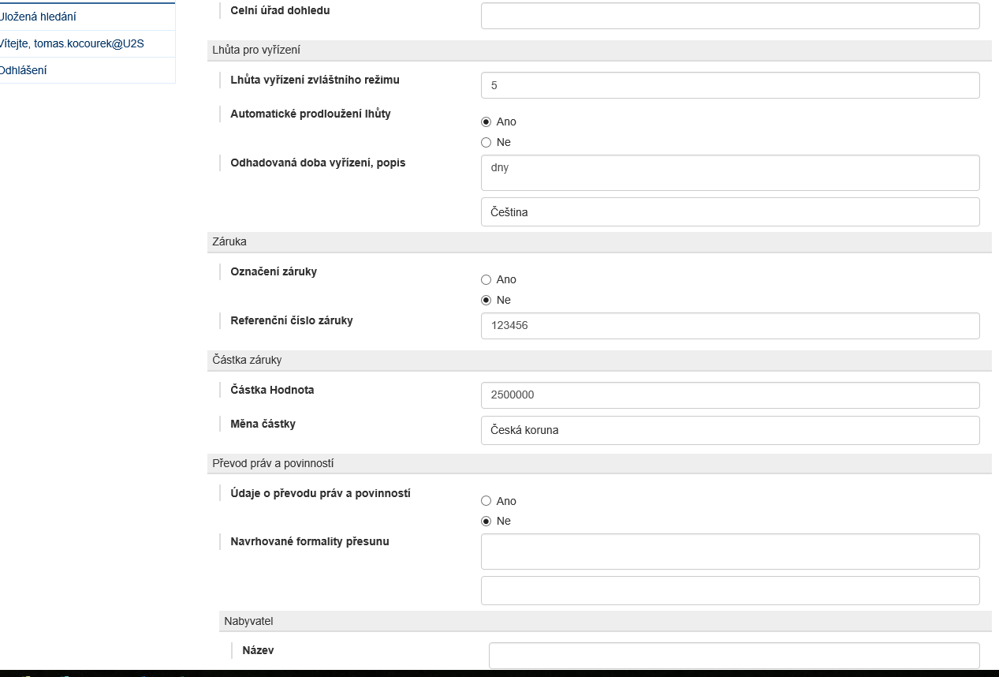 Uložená hledání
Vítejte, tomas.kocourek@U2S
Odhlášení
Celní úřad dohledu
Lhůta pro vyřízení
Lhůta vyřízení zvláštního režimu
5
Automatické prodloužení lhůty
Ano
Ne
Odhadovaná doba vyřízení, popis
dny
Čeština
Záruka
Označení záruky
Ano
Ne
Referenční číslo záruky
123456
Částka záruky
Částka Hodnota
2500000
Měna částky
Česká koruna
Převod práv a povinností
Údaje o převodu práv a povinností
Ano
Ne
Navrhované formality přesunu
Nabyvatel
Název